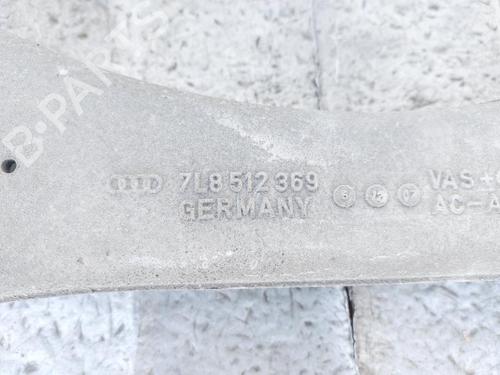 B-PARTS
7L8 512 369 VAS +
GERMANY AC-A